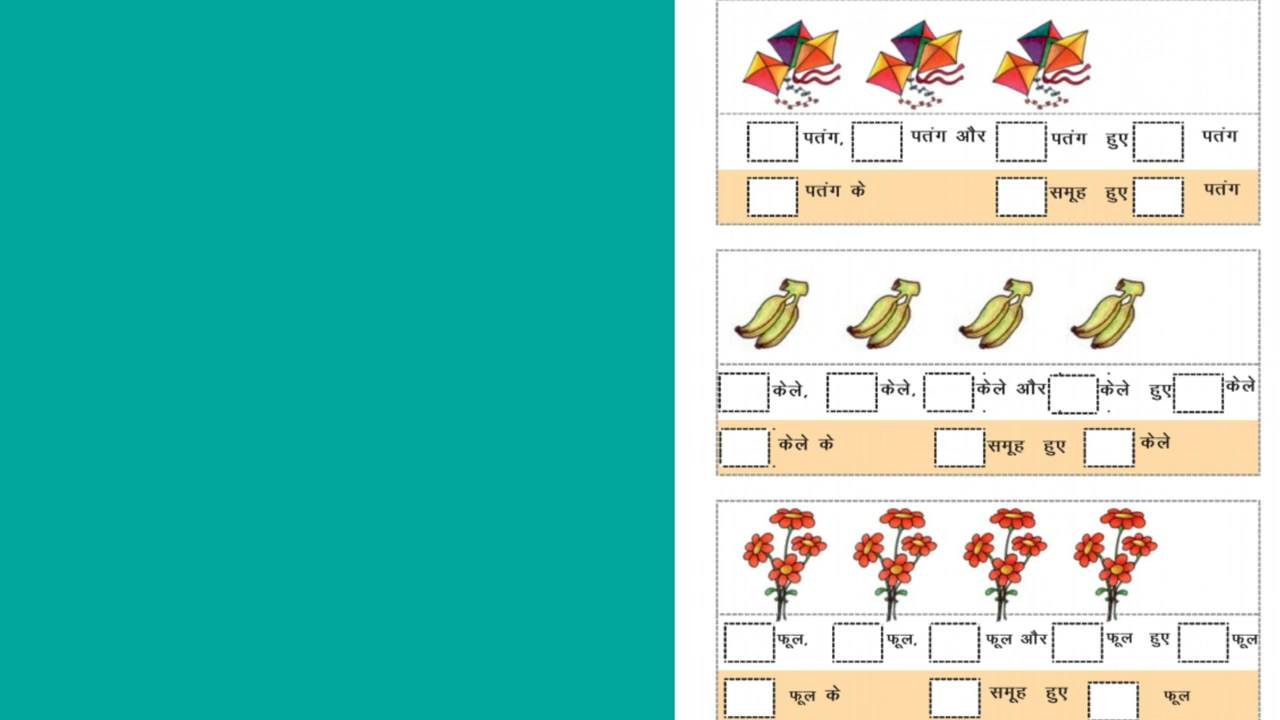 पतंग, पतंग और पतंग हुए पतंग
पतंग के समूह हुए पतंग
केले, केले, केले और केले हुए केले
केले के समूह हुए केले
फूल, फूल, फूल और फूल हुए फूल
फूल के समूह हुए फूल